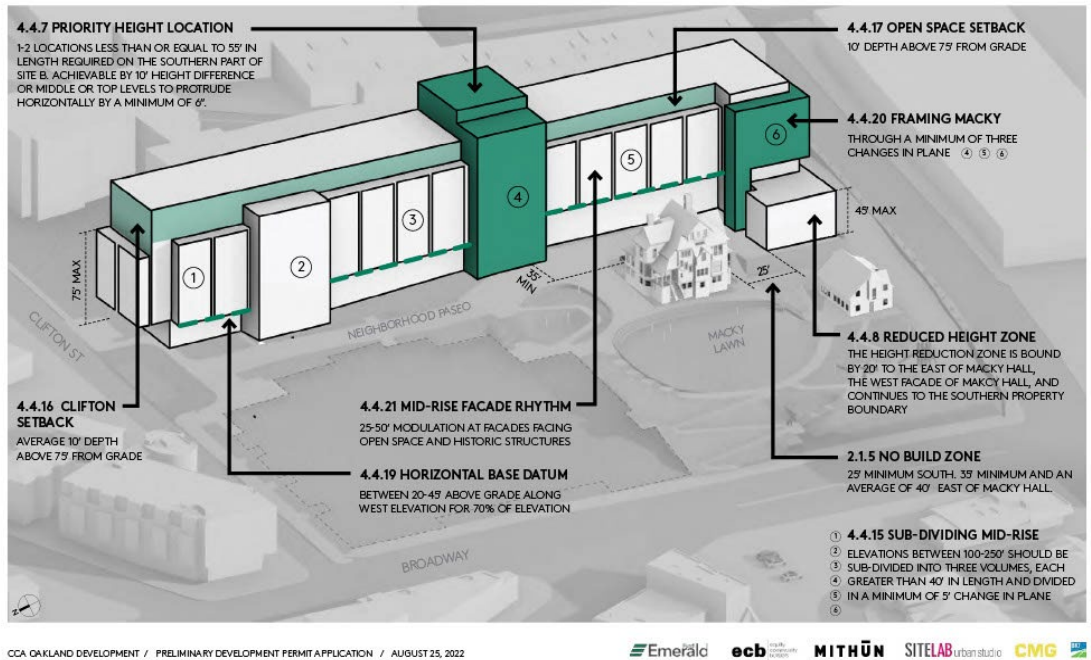 4.4.7 PRIORITY HEIGHT LOCATION
1-2 LOCATIONS LESS THAN OR EQUAL TO 55' IN
LENGTH REQUIRED ON THE SOUTHERN PART OF
SITE B. ACHIEVABLE BY 10' HEIGHT DIFFERENCE
OR MIDDLE OR TOP LEVELS TO PROTRUDE
HORIZONTALLY BY A MINIMUM OF 6".
4.4.17 OPEN SPACE SETBACK
10' DEPTH ABOVE 75' FROM GRADE
4.4.20 FRAMING MACKY
THROUGH A MINIMUM OF THREE
CHANGES IN PLANE ④ ⑤ ⑥
①
②
③
④
⑤
⑥
75' MAX
45' MAX
35' MIN
25'
CLIFTON ST
NEIGHBORHOOD PASEO
MACKY
LAWN
BROADWAY
4.4.8 REDUCED HEIGHT ZONE
THE HEIGHT REDUCTION ZONE IS BOUND
BY 20' TO THE EAST OF MACKY HALL,
THE WEST FACADE OF MAKCY HALL, AND
CONTINUES TO THE SOUTHERN PROPERTY
BOUNDARY
4.4.16 CLIFTON
SETBACK
AVERAGE 10' DEPTH
ABOVE 75' FROM GRADE
4.4.21 MID-RISE FACADE RHYTHM
25-50' MODULATION AT FACADES FACING
OPEN SPACE AND HISTORIC STRUCTURES
4.4.19 HORIZONTAL BASE DATUM
BETWEEN 20-45' ABOVE GRADE ALONG
WEST ELEVATION FOR 70% OF ELEVATION
2.1.5 NO BUILD ZONE
25' MINIMUM SOUTH. 35' MINIMUM AND AN
AVERAGE OF 40' EAST OF MACKY HALL.
① 4.4.15 SUB-DIVIDING MID-RISE
② ELEVATIONS BETWEEN 100-250' SHOULD BE
③ SUB-DIVIDED INTO THREE VOLUMES, EACH
④ GREATER THAN 40' IN LENGTH AND DIVIDED
⑤ IN A MINIMUM OF 5' CHANGE IN PLANE
⑥
Z
CCA OAKLAND DEVELOPMENT / PRELIMINARY DEVELOPMENT PERMIT APPLICATION / AUGUST 25, 2022
Emerald
ecb
MITHŪN
SITELAB urban studio
CMG